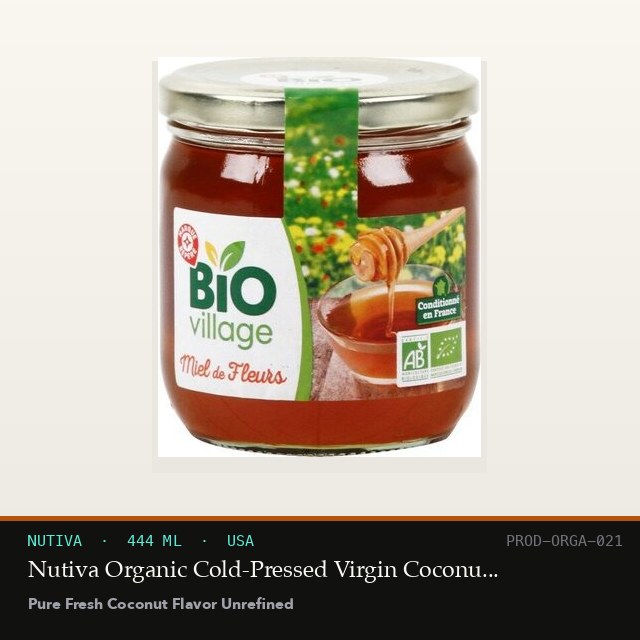 BiO
village
Miel de Fleurs
Conditionné
en France
AB
NUTIVA · 444 ML · USA
PROD-ORGA-021
Nutiva Organic Cold-Pressed Virgin Coconu...
Pure Fresh Coconut Flavor Unrefined